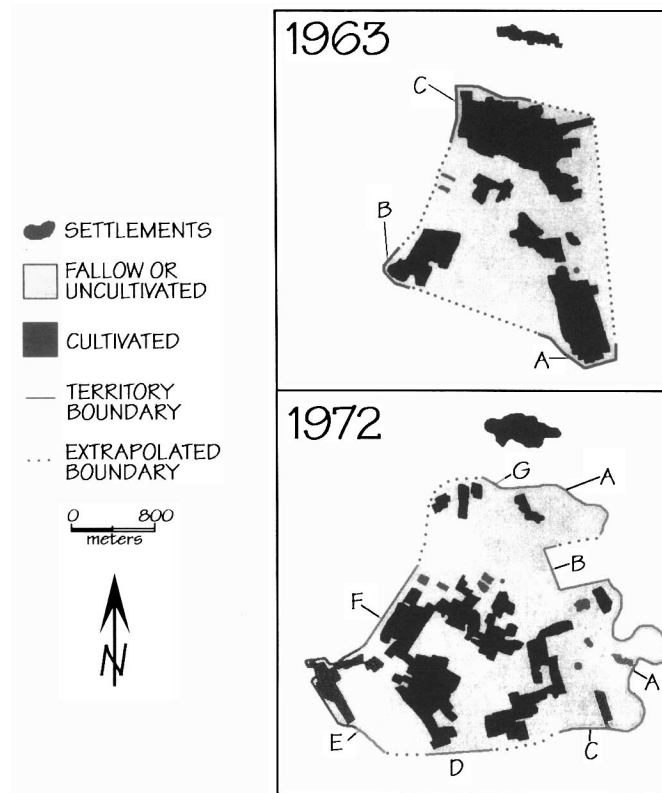 1963
C
B
A
SETTLEMENTS
FALLOW OR
UNCULTIVATED
CULTIVATED
TERRITORY
BOUNDARY
EXTRAPOLATED
BOUNDARY
0 800
meters
N
1972
G
A
B
F
A
E
D
C